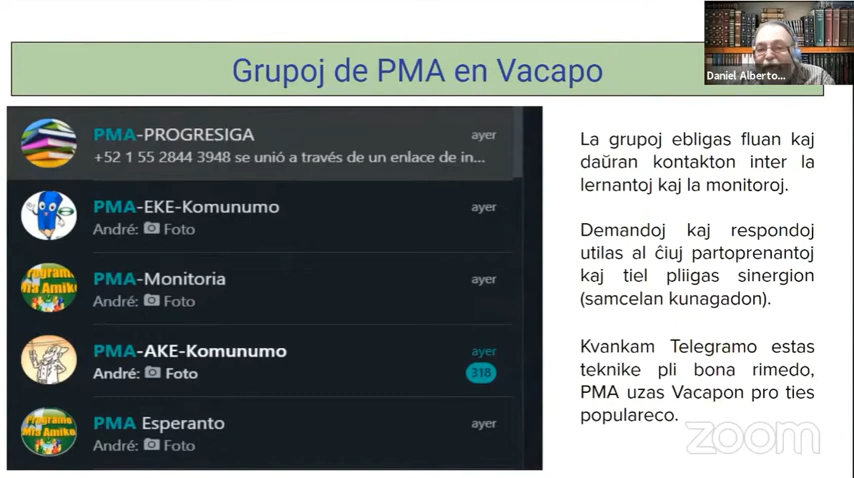 Grupoj de PMA en Vacapo
Daniel Alberto...
PMA-PROGRESIGA
ayer
+52 1 55 2844 3948 se unió a través de un enlace de in...
PMA-EKE-Komunumo
ayer
André: Foto
PMA-Monitoria
ayer
André: Foto
PMA-AKE-Komunumo
ayer
André: Foto
318
PMA Esperanto
ayer
André: Foto
La grupoj ebligas fluan kaj
daŭran kontakton inter la
lernantoj kaj la monitoroj.
Demandoj kaj respondoj
utilas al ĉiuj partoprenantoj
kaj tiel pliigas sinergion
(samcelan kunagadon).
Kvankam Telegramo estas
teknike pli bona rimedo,
PMA uzas Vacapon pro ties
populareco.
zoom